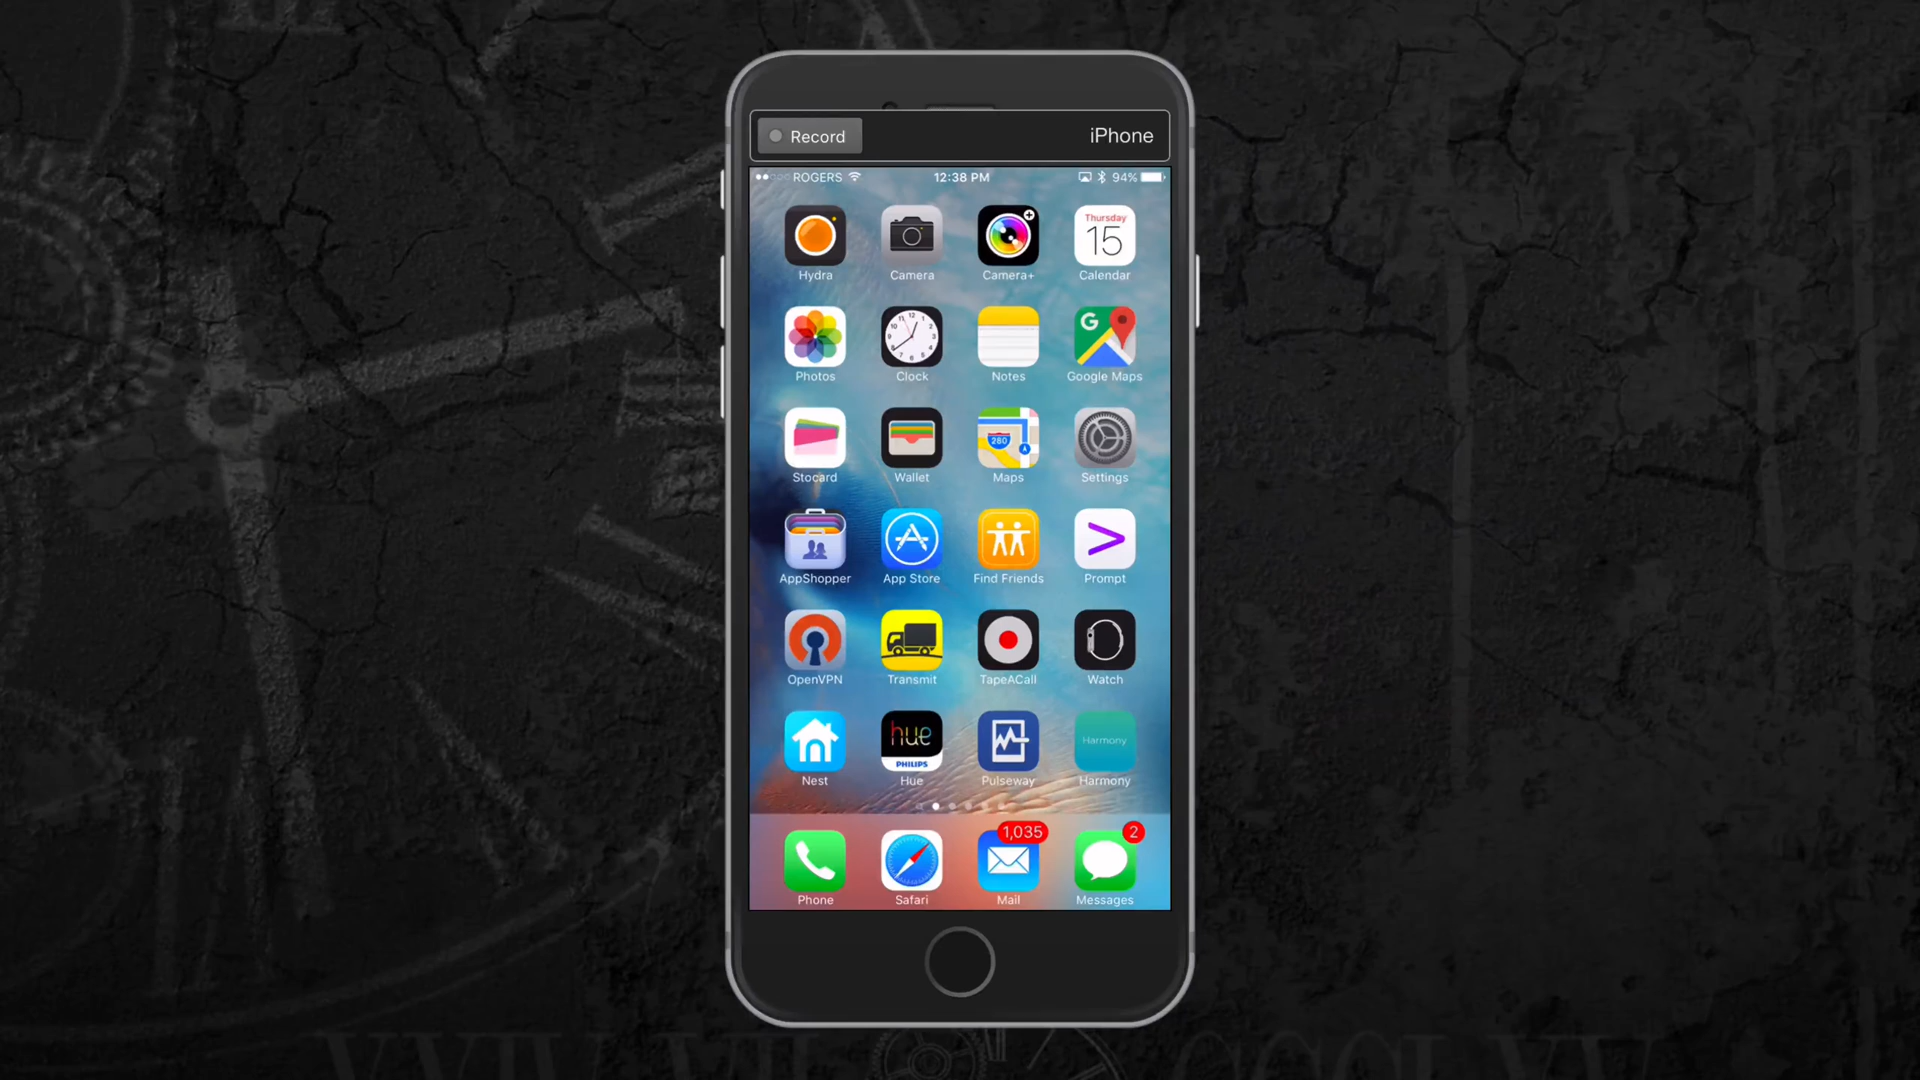 Record iPhone
ROGERS 12:38 PM 94%
Thursday
15
Hydra Camera Camera+ Calendar
G
Photos Clock Notes Google Maps
280
Stocard Wallet Maps Settings
AppShopper App Store Find Friends Prompt
OpenVPN Transmit TapeACall Watch
hue
PHILIPS
Harmony
Nest Hue Pulseway Harmony
1,035 2
Phone Safari Mail Messages